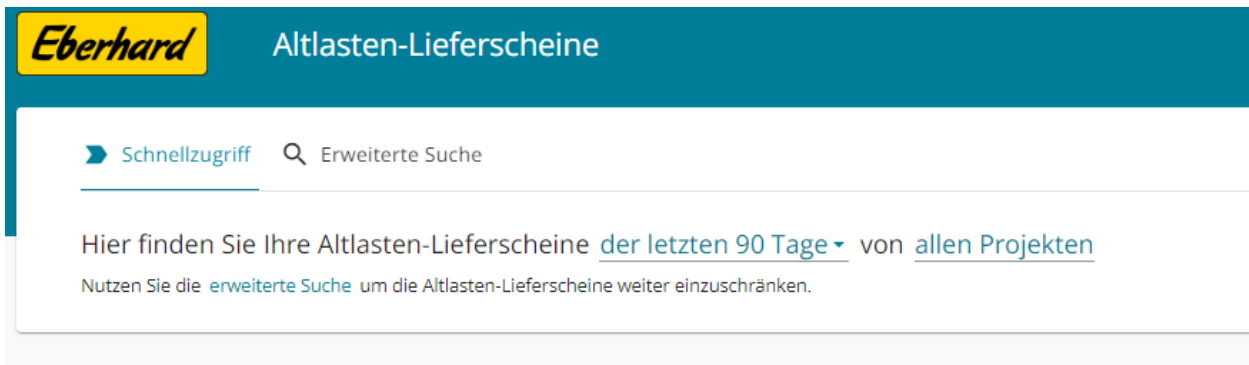 Eberhard Altlasten-Lieferscheine
Schnellzugriff Erweiterte Suche
Hier finden Sie Ihre Altlasten-Lieferscheine der letzten 90 Tage von allen Projekten
Nutzen Sie die erweiterte Suche um die Altlasten-Lieferscheine weiter einzuschränken.